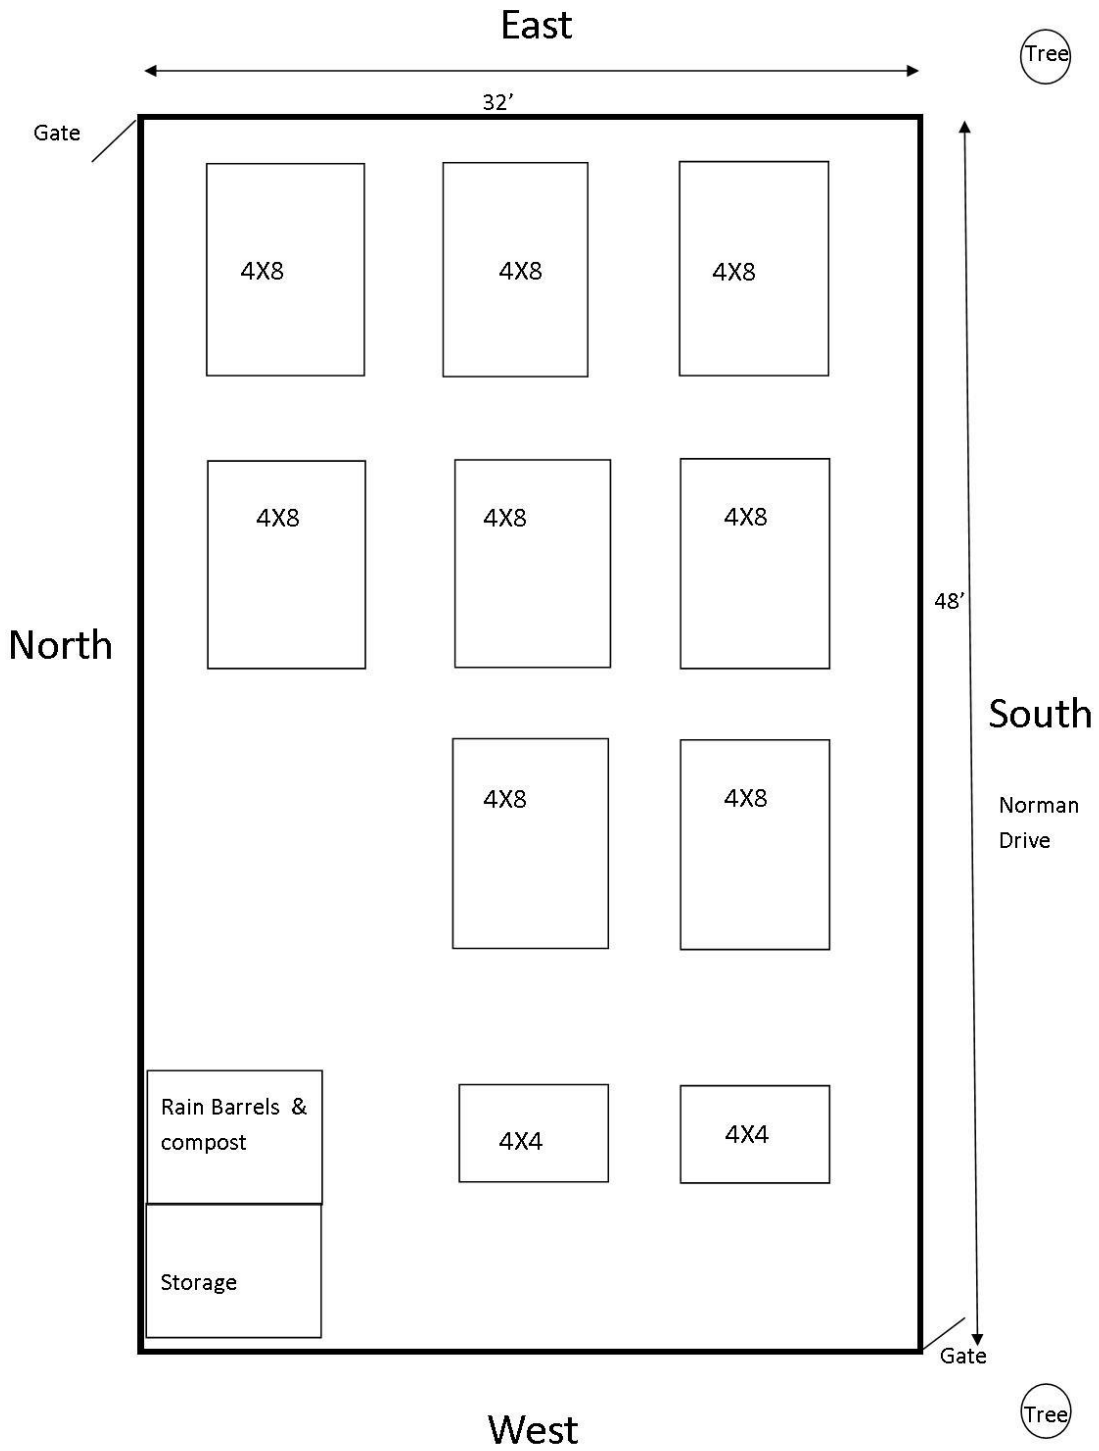 East
Tree
32’
Gate
4X8
4X8
4X8
4X8
4X8
4X8
48’
North
South
4X8
4X8
Norman
Drive
Rain Barrels  &
compost
4X4
4X4
Storage
Gate
West
Tree